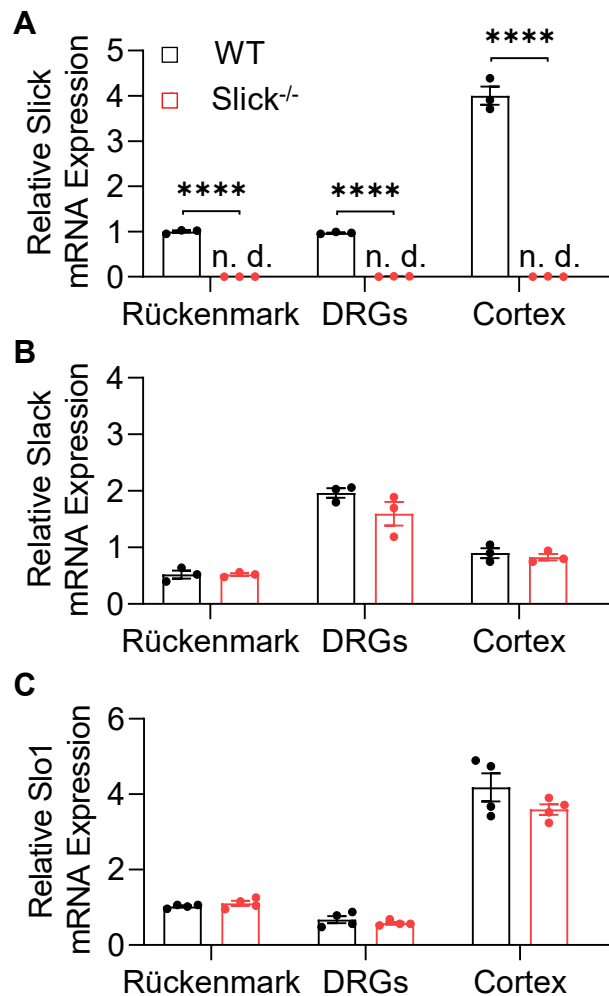 A
Relative Slick
mRNA Expression
5
4
3
2
1
0
WT
Slick-/-
****
****
****
n. d.
n. d.
n. d.
Rückenmark
DRGs
Cortex
B
Relative Slack
mRNA Expression
4
3
2
1
0
Rückenmark
DRGs
Cortex
C
Relative Slo1
mRNA Expression
6
4
2
0
Rückenmark
DRGs
Cortex